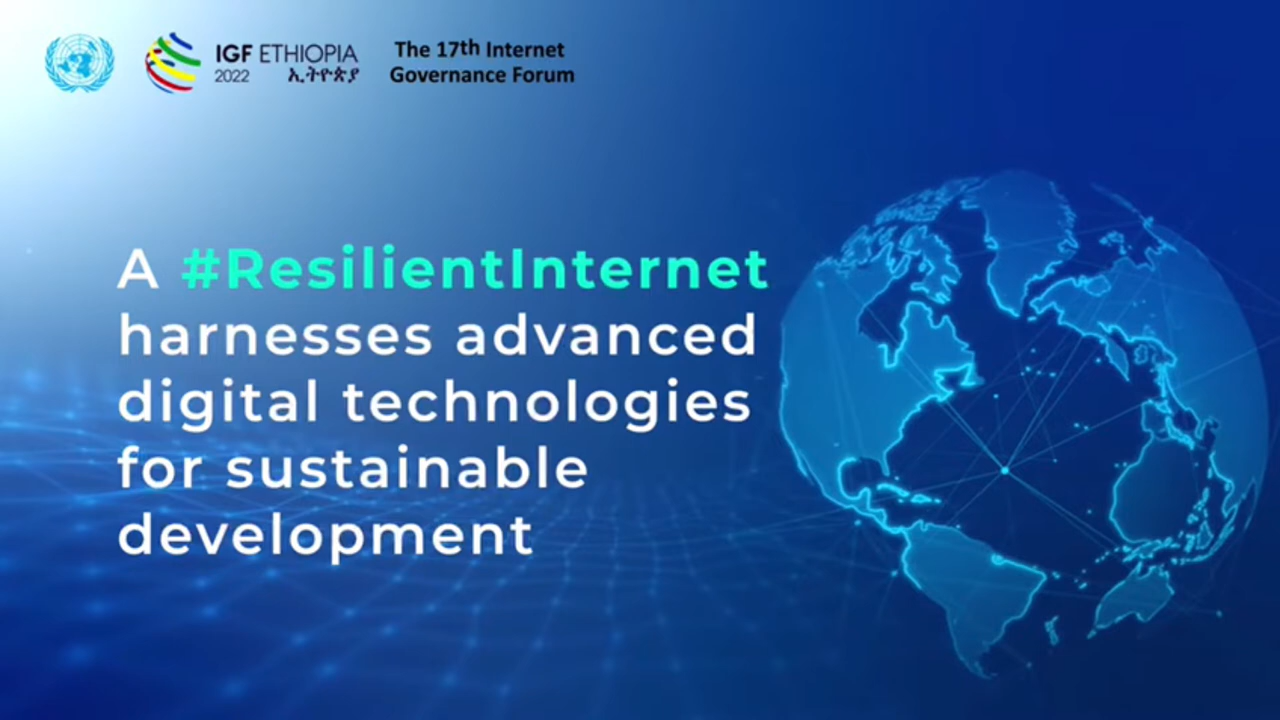 IGF ETHIOPIA
2022 ኢትዮጵያ
The 17th Internet
Governance Forum
A #ResilientInternet
harnesses advanced
digital technologies
for sustainable
development